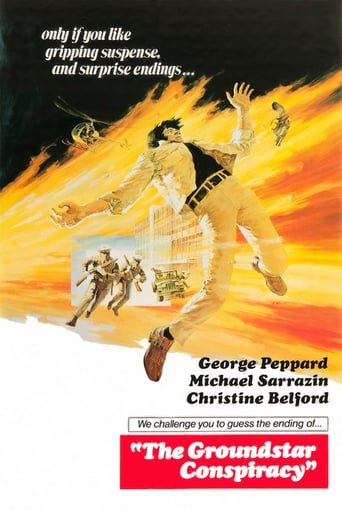 only if you like
gripping suspense,
and surprise endings...
George Peppard
Michael Sarrazin
Christine Belford
We challenge you to guess the ending of...
"The Groundstar
Conspiracy"